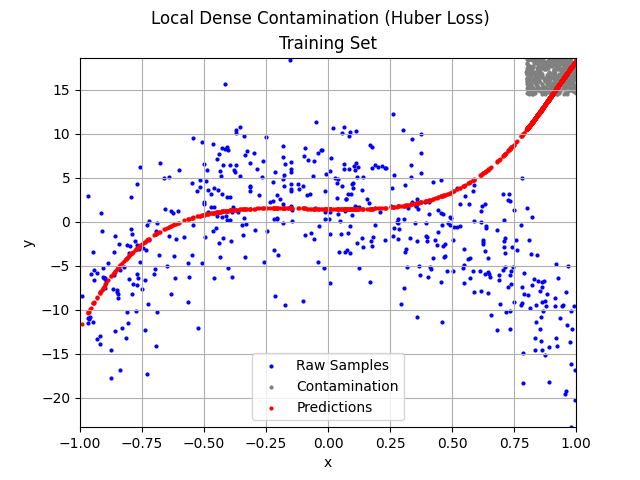 Local Dense Contamination (Huber Loss)
Training Set
15
10
5
0
−5
−10
−15
−20
y
Raw Samples
Contamination
Predictions
−1.00 −0.75 −0.50 −0.25 0.00 0.25 0.50 0.75 1.00
x